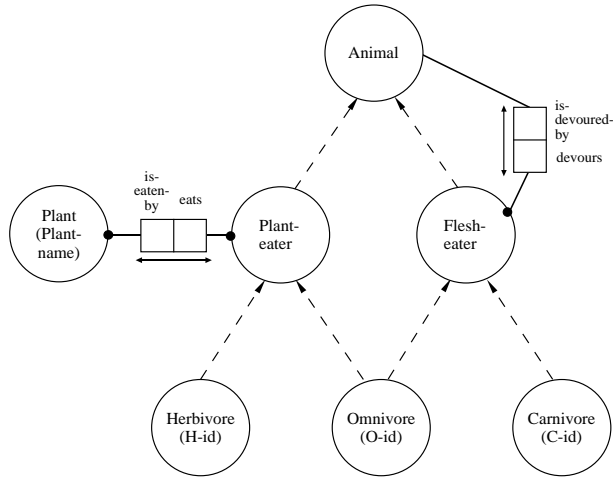 Animal
is-
devoured-
by
devours
is-
eaten-
by
eats
Plant
(Plant-
name)
Plant-
eater
Flesh-
eater
Herbivore
(H-id)
Omnivore
(O-id)
Carnivore
(C-id)